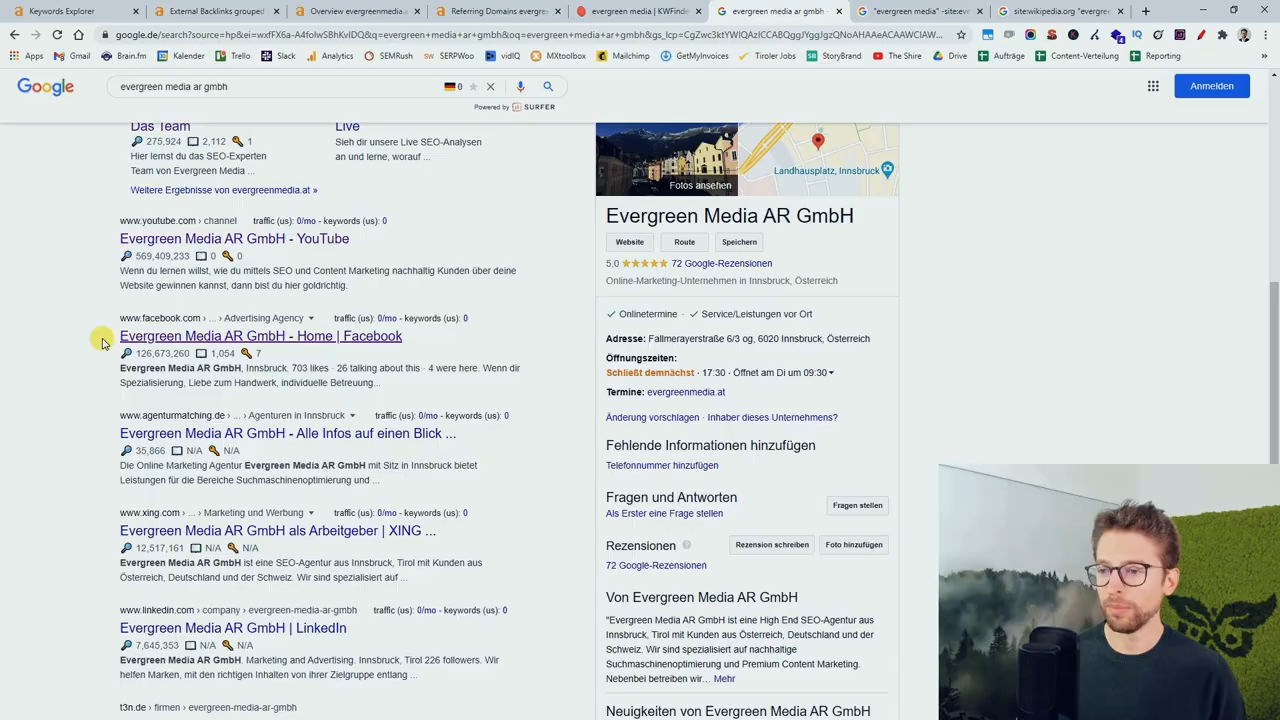 Keywords Explorer
External Backlinks grouped
Overview evergreenmedia.a
Referring Domains evergree
evergreen media | KWFinde
evergreen media ar gmbh -
"evergreen media" -site:eve
site:wikipedia.org "evergree
google.de/search?source=hp&ei=wxfFX6a-A4folwSBhKvIDQ&q=evergreen+media+ar+gmbh&oq=evergreen+media+ar+gmbh&gs_lcp=
Apps
Gmail
Brain.fm
Kalender
Trello
Slack
Analytics
SEMRush
SERPWoo
vidIQ
MXtoolbox
Mailchimp
GetMyInvoices
Tiroler Jobs
StoryBrand
The Shire
Drive
Aufträge
Content-Verteilung
Reporting
Google
evergreen media ar gmbh
0
Anmelden
Powered by SURFER
Das Team
275,924 2,112 1
Hier lernst du das SEO-Experten
Team von Evergreen Media ...
Live
Sieh dir unsere Live SEO-Analysen
an und lerne, worauf ...
Weitere Ergebnisse von evergreenmedia.at »
www.youtube.com › channel traffic (us): 0/mo - keywords (us): 0
Evergreen Media AR GmbH - YouTube
569,409,233 0 0
Wenn du lernen willst, wie du mittels SEO und Content Marketing nachhaltig Kunden über deine
Website gewinnen kannst, dann bist du hier goldrichtig.
www.facebook.com › ... › Advertising Agency traffic (us): 0/mo - keywords (us): 0
Evergreen Media AR GmbH - Home | Facebook
126,673,260 1,054 7
Evergreen Media AR GmbH, Innsbruck. 703 likes · 26 talking about this · 4 were here. Wenn dir
Spezialisierung, Liebe zum Handwerk, individuelle Betreuung...
www.agenturmatching.de › ... › Agenturen in Innsbruck traffic (us): 0/mo - keywords (us): 0
Evergreen Media AR GmbH - Alle Infos auf einen Blick ...
35,866 N/A N/A
Die Online Marketing Agentur Evergreen Media AR GmbH mit Sitz in Innsbruck bietet
Leistungen für die Bereiche Suchmaschinenoptimierung und ...
www.xing.com › ... › Marketing und Werbung traffic (us): 0/mo - keywords (us): 0
Evergreen Media AR GmbH als Arbeitgeber | XING ...
12,517,161 N/A N/A
Evergreen Media AR GmbH ist eine SEO-Agentur aus Innsbruck, Tirol mit Kunden aus
Österreich, Deutschland und der Schweiz. Wir sind spezialisiert auf ...
www.linkedin.com › company › evergreen-media-ar-gmbh traffic (us): 0/mo - keywords (us): 0
Evergreen Media AR GmbH | LinkedIn
7,645,353 N/A N/A
Evergreen Media AR GmbH. Marketing and Advertising. Innsbruck, Tirol 226 followers. Wir
helfen Marken, mit den richtigen Inhalten von ihrer Zielgruppe entlang ...
t3n.de › firmen › evergreen-media-ar-gmbh
Fotos ansehen
Landhausplatz, Innsbruck
Evergreen Media AR GmbH
Website
Route
Speichern
5,0 72 Google-Rezensionen
Online-Marketing-Unternehmen in Innsbruck, Österreich
Onlinetermine · Service/Leistungen vor Ort
Adresse: Fallmerayerstraße 6/3 og, 6020 Innsbruck, Österreich
Öffnungszeiten:
Schließt demnächst · 17:30 · Öffnet am Di um 09:30
Termine: evergreenmedia.at
Änderung vorschlagen · Inhaber dieses Unternehmens?
Fehlende Informationen hinzufügen
Telefonnummer hinzufügen
Fragen und Antworten
Als Erster eine Frage stellen
Fragen stellen
Rezensionen
Rezension schreiben
Foto hinzufügen
72 Google-Rezensionen
Von Evergreen Media AR GmbH
"Evergreen Media AR GmbH ist eine High End SEO-Agentur aus
Innsbruck, Tirol mit Kunden aus Österreich, Deutschland und der
Schweiz. Wir sind spezialisiert auf nachhaltige
Suchmaschinenoptimierung und Premium Content Marketing.
Nebenbei betreiben wir... Mehr
Neuigkeiten von Evergreen Media AR GmbH